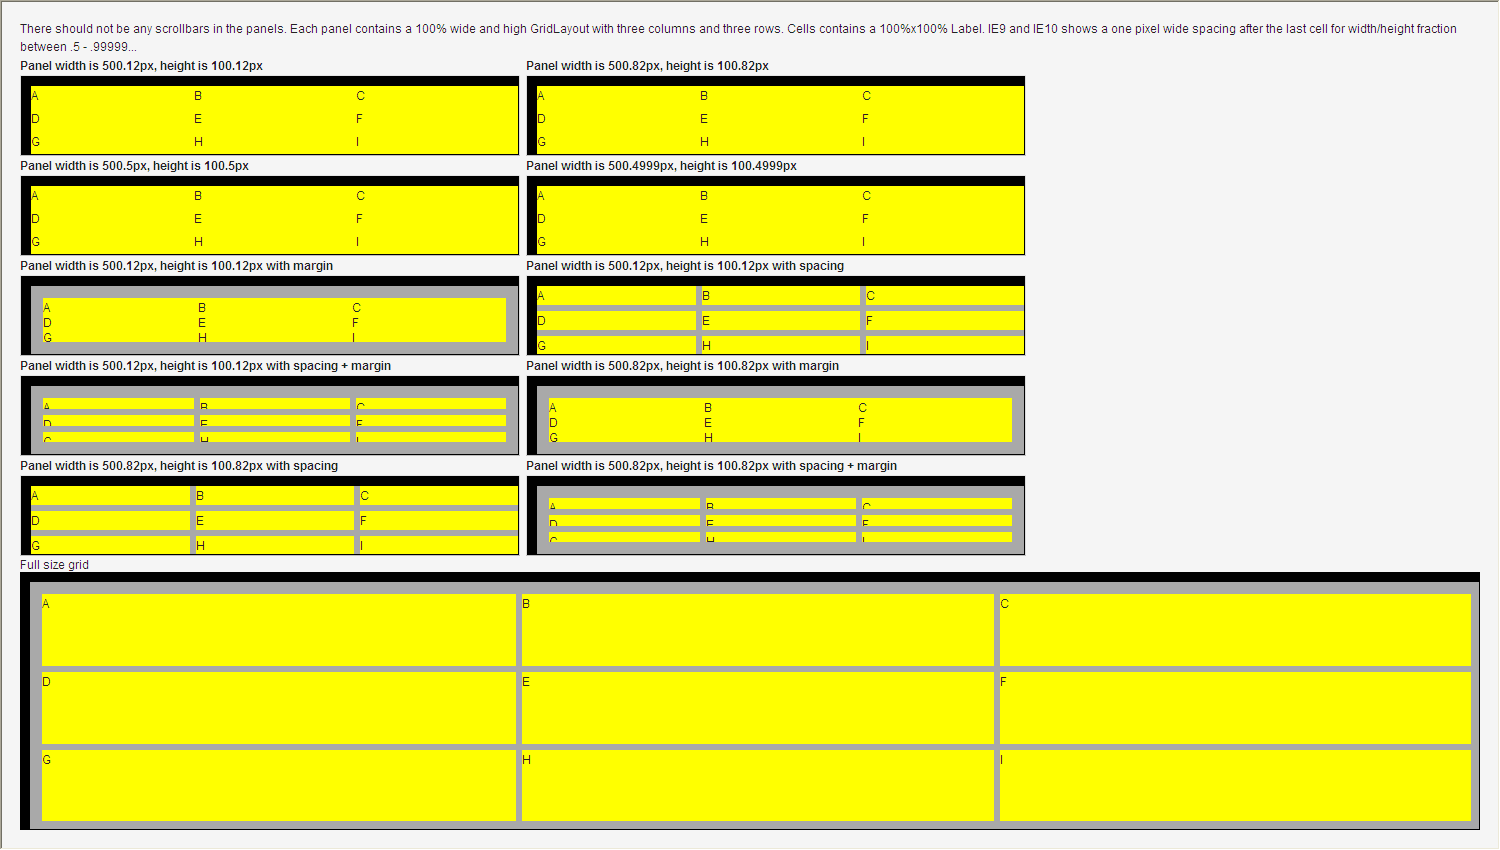 There should not be any scrollbars in the panels. Each panel contains a 100% wide and high GridLayout with three columns and three rows. Cells contains a 100%x100% Label. IE9 and IE10 shows a one pixel wide spacing after the last cell for width/height fraction
between .5 - .99999...
Panel width is 500.12px, height is 100.12px
A B C
D E F
G H I
Panel width is 500.82px, height is 100.82px
A B C
D E F
G H I
Panel width is 500.5px, height is 100.5px
A B C
D E F
G H I
Panel width is 500.4999px, height is 100.4999px
A B C
D E F
G H I
Panel width is 500.12px, height is 100.12px with margin
A B C
D E F
G H I
Panel width is 500.12px, height is 100.12px with spacing
A B C
D E F
G H I
Panel width is 500.12px, height is 100.12px with spacing + margin
A B C
D E F
G H I
Panel width is 500.82px, height is 100.82px with margin
A B C
D E F
G H I
Panel width is 500.82px, height is 100.82px with spacing
A B C
D E F
G H I
Panel width is 500.82px, height is 100.82px with spacing + margin
A B C
D E F
G H I
Full size grid
A B C
D E F
G H I